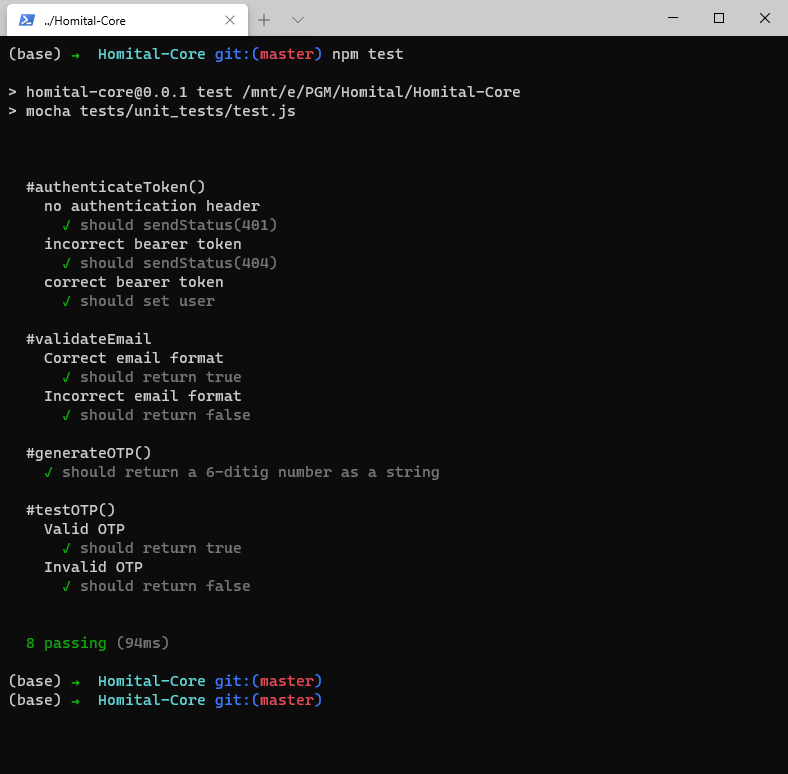 ../Homital-Core
(base) → Homital-Core git:(master) npm test
> homital-core@0.0.1 test /mnt/e/PGM/Homital/Homital-Core
> mocha tests/unit_tests/test.js
#authenticateToken()
no authentication header
✓ should sendStatus(401)
incorrect bearer token
✓ should sendStatus(404)
correct bearer token
✓ should set user
#validateEmail
Correct email format
✓ should return true
Incorrect email format
✓ should return false
#generateOTP()
✓ should return a 6-ditig number as a string
#testOTP()
Valid OTP
✓ should return true
Invalid OTP
✓ should return false
8 passing (94ms)
(base) → Homital-Core git:(master)
(base) → Homital-Core git:(master)